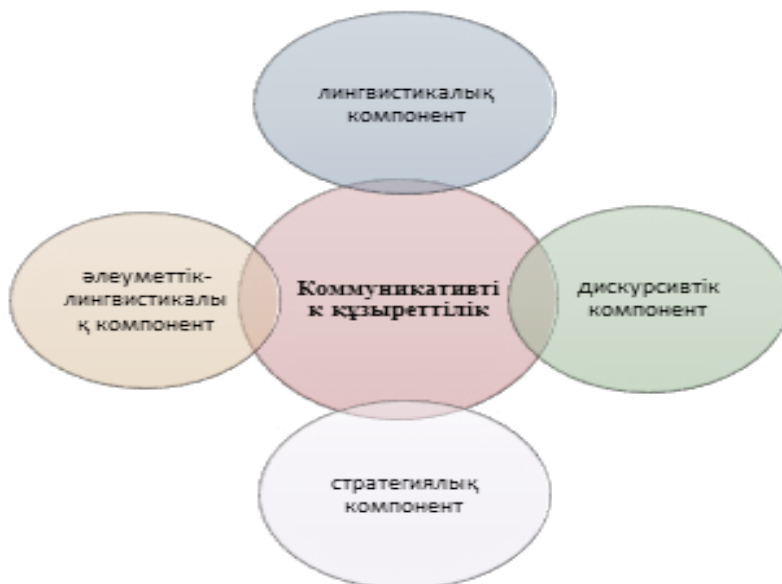 лингвистикалық
компонент
әлеуметтік-
лингвистикалы
қ компонент
Коммуникативті
к құзыреттілік
дискурсивтік
компонент
стратегиялық
компонент